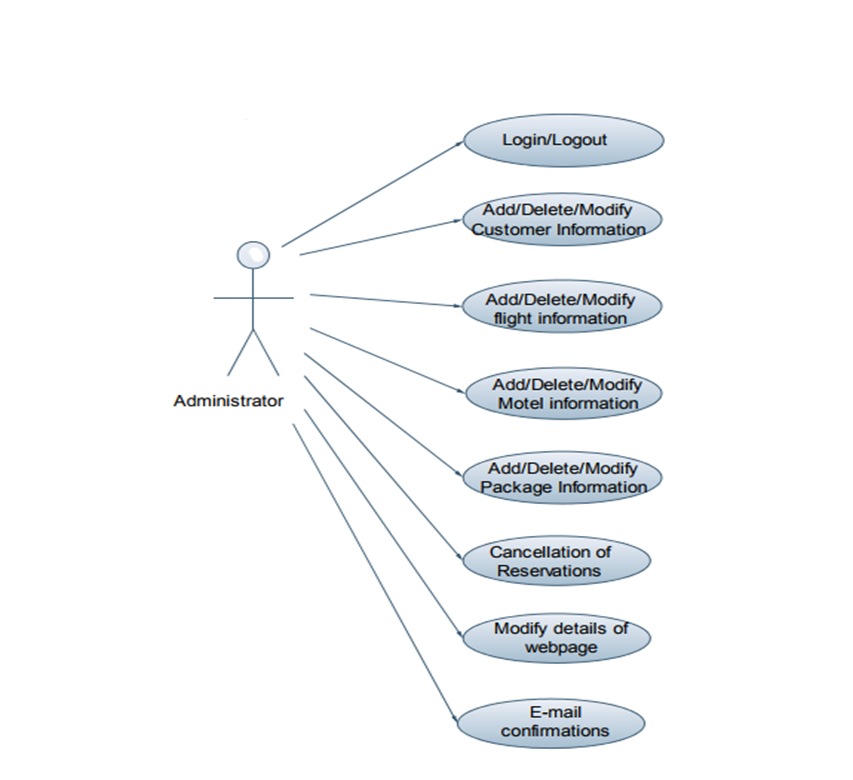 Login/Logout
Add/Delete/Modify
Customer Information
Add/Delete/Modify
flight information
Add/Delete/Modify
Motel information
Administrator
Add/Delete/Modify
Package Information
Cancellation of
Reservations
Modify details of
webpage
E-mail
confirmations